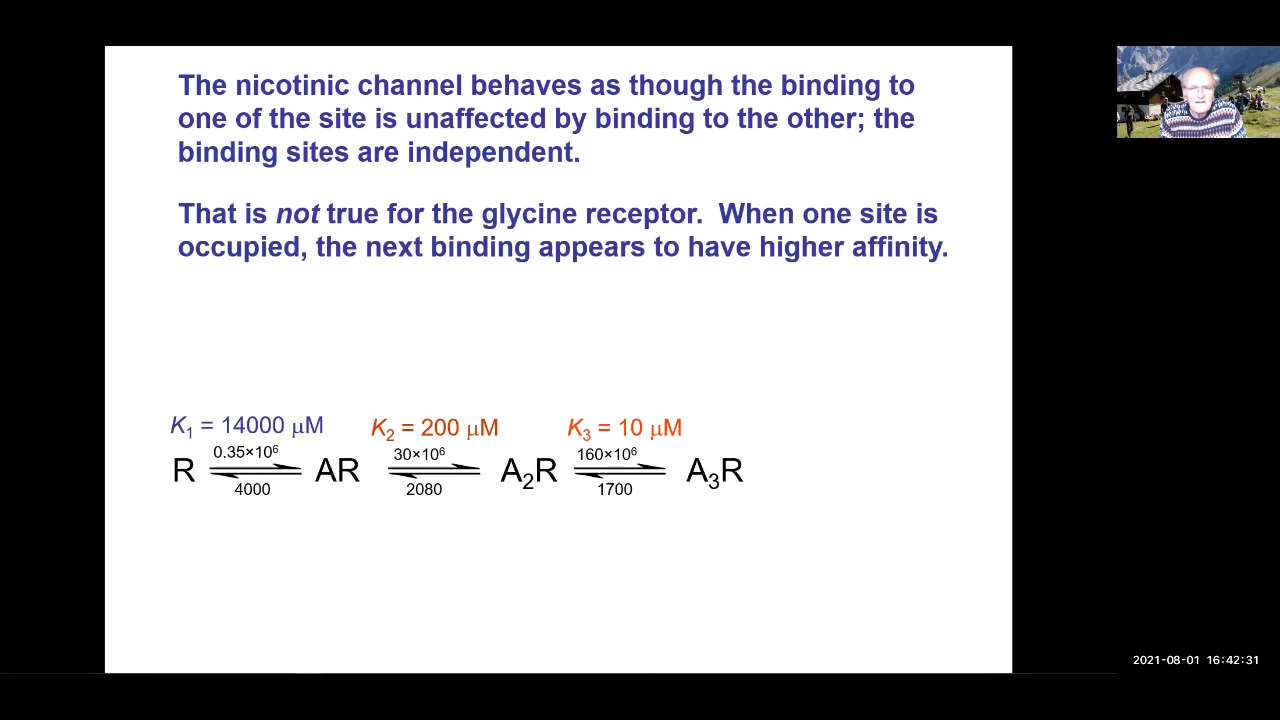 The nicotinic channel behaves as though the binding to
one of the site is unaffected by binding to the other; the
binding sites are independent.
That is not true for the glycine receptor. When one site is
occupied, the next binding appears to have higher affinity.
K₁ = 14000 μM K₂ = 200 μM K₃ = 10 μM
0.35×10⁶ 30×10⁶ 160×10⁶
R ⇌ AR ⇌ A₂R ⇌ A₃R
4000 2080 1700
2021-08-01 16:42:31